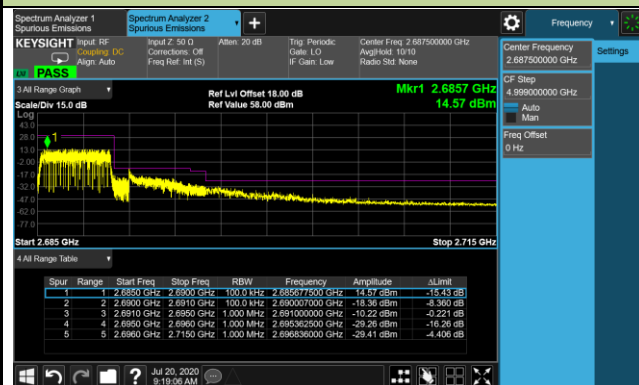 Spectrum Analyzer 1
Spurious Emissions
Spectrum Analyzer 2
Spurious Emissions
Frequency
KEYSIGHT
Input: RF
Coupling: DC
Align: Auto
Input Z: 50 Ω
Corrections: Off
Freq Ref: Int (S)
Atten: 20 dB
Trig: Periodic
Gate: LO
IF Gain: Low
Center Freq: 2.687500000 GHz
Avg|Hold: 10/10
Radio Std: None
LNI PASS
Center Frequency
2.687500000 GHz
Settings
CF Step
4.999000000 GHz
Auto
Man
Freq Offset
0 Hz
3 All Range Graph
Scale/Div 15.0 dB
Ref Lvl Offset 18.00 dB
Ref Value 58.00 dBm
Mkr1 2.6857 GHz
14.57 dBm
Log
43.0
28.0
13.0
-2.00
-17.0
-32.0
-47.0
-62.0
-77.0
1
Start 2.685 GHz
Stop 2.715 GHz
4 All Range Table
Spur Range Start Freq Stop Freq RBW Frequency Amplitude ΔLimit
1 1 2.6850 GHz 2.6900 GHz 100.0 kHz 2.685677500 GHz 14.57 dBm -15.43 dB
2 2 2.6900 GHz 2.6910 GHz 100.0 kHz 2.690007000 GHz -18.36 dBm -8.360 dB
3 3 2.6910 GHz 2.6950 GHz 1.000 MHz 2.691000000 GHz -10.22 dBm -0.221 dB
4 4 2.6950 GHz 2.6960 GHz 1.000 MHz 2.695362500 GHz -29.26 dBm -16.26 dB
5 5 2.6960 GHz 2.7150 GHz 1.000 MHz 2.696836000 GHz -29.41 dBm -4.406 dB
Jul 20, 2020
9:19:06 AM